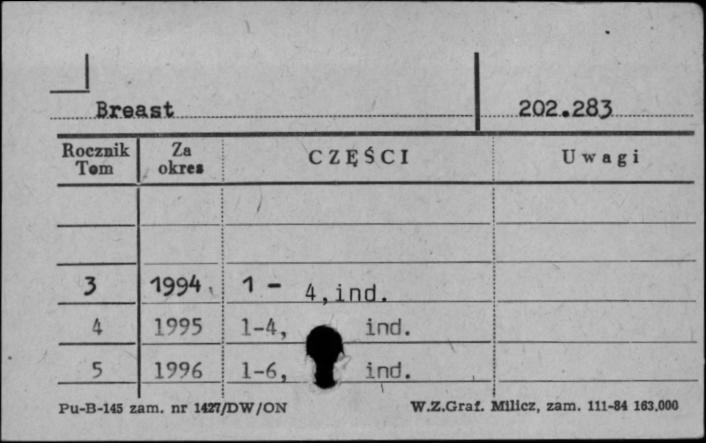 Breast 202.283
Rocznik Tom Za okres CZĘŚCI Uwagi
3 1994 1 - 4, ind.
4 1995 1-4, ind.
5 1996 1-6, ind.
Pu-B-145 zam. nr 1427/DW/ON W.Z.Graf. Milicz, zam. 111-84 163.000